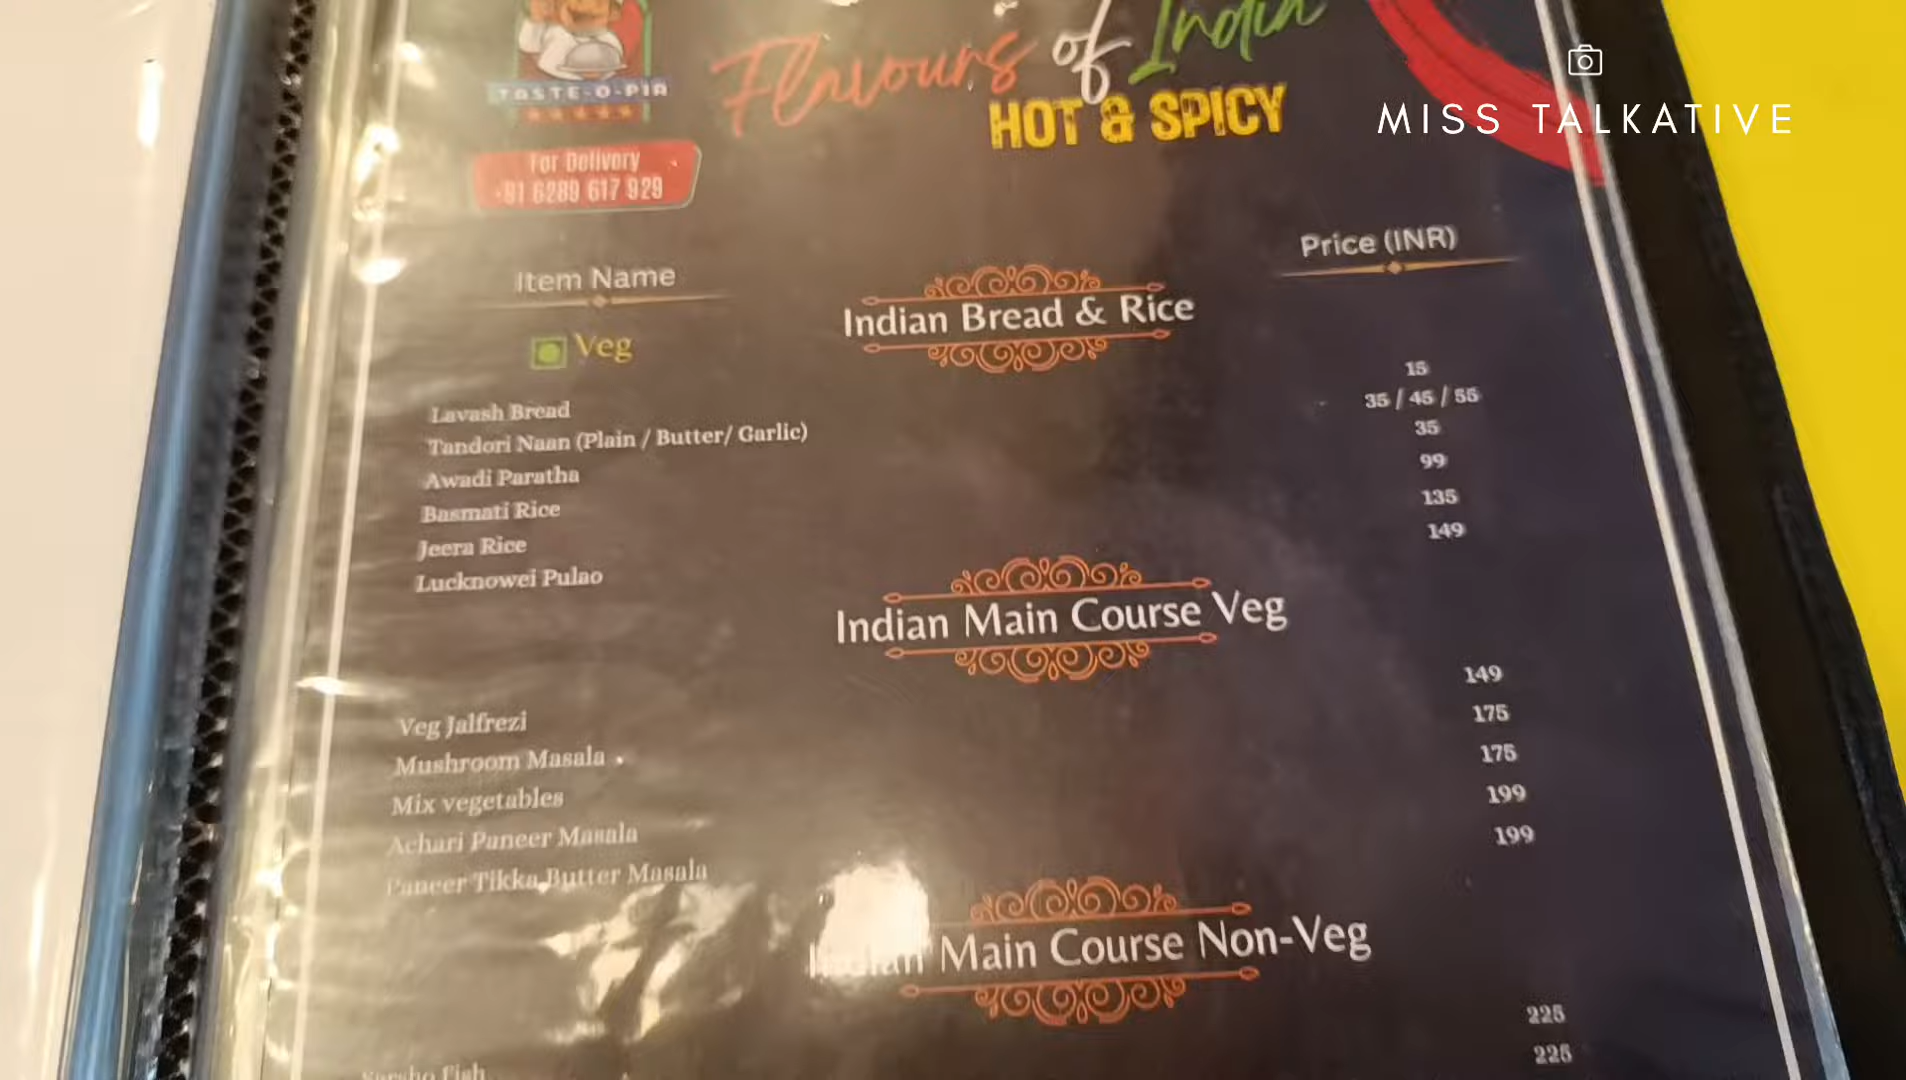 TASTE-O-PIA
Flavours of India
HOT & SPICY
MISS TALKATIVE
For Delivery
+91 6289 617 929
Item Name
Price (INR)
Indian Bread & Rice
Veg
Lavash Bread 15
Tandori Naan (Plain / Butter/ Garlic) 35 / 45 / 55
Awadi Paratha 35
Basmati Rice 99
Jeera Rice 135
Lucknowei Pulao 149
Indian Main Course Veg
Veg Jalfrezi 149
Mushroom Masala 175
Mix vegetables 175
Achari Paneer Masala 199
Paneer Tikka Butter Masala 199
Indian Main Course Non-Veg
Fish 225
225